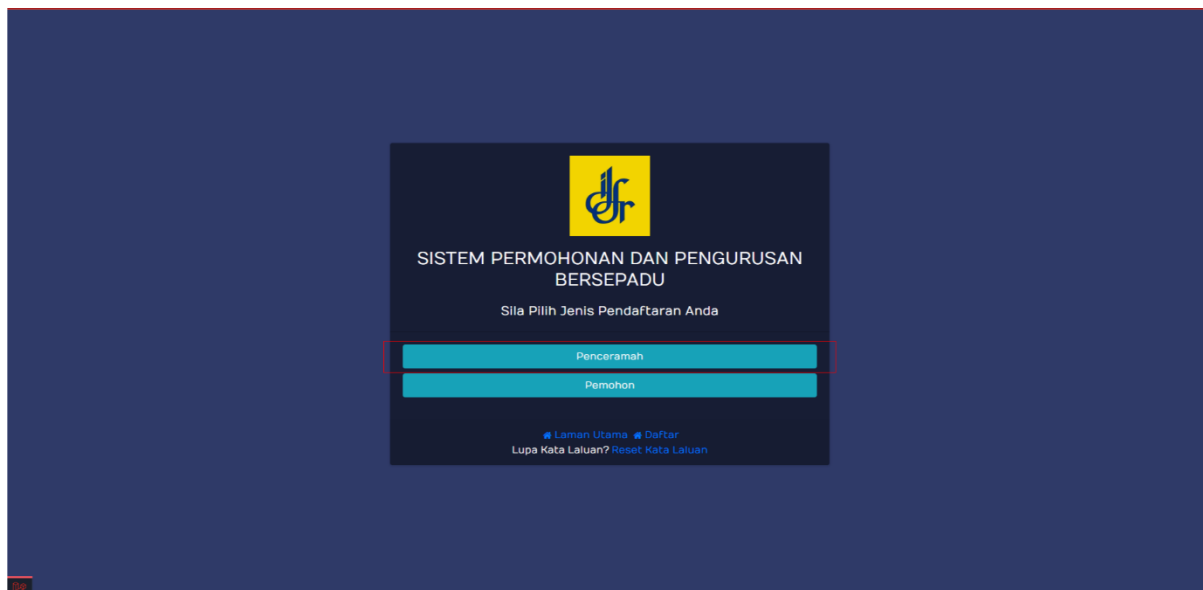 SISTEM PERMOHONAN DAN PENGURUSAN
BERSEPADU
Sila Pilih Jenis Pendaftaran Anda
Penceramah
Pemohon
Laman Utama Daftar
Lupa Kata Laluan? Reset Kata Laluan